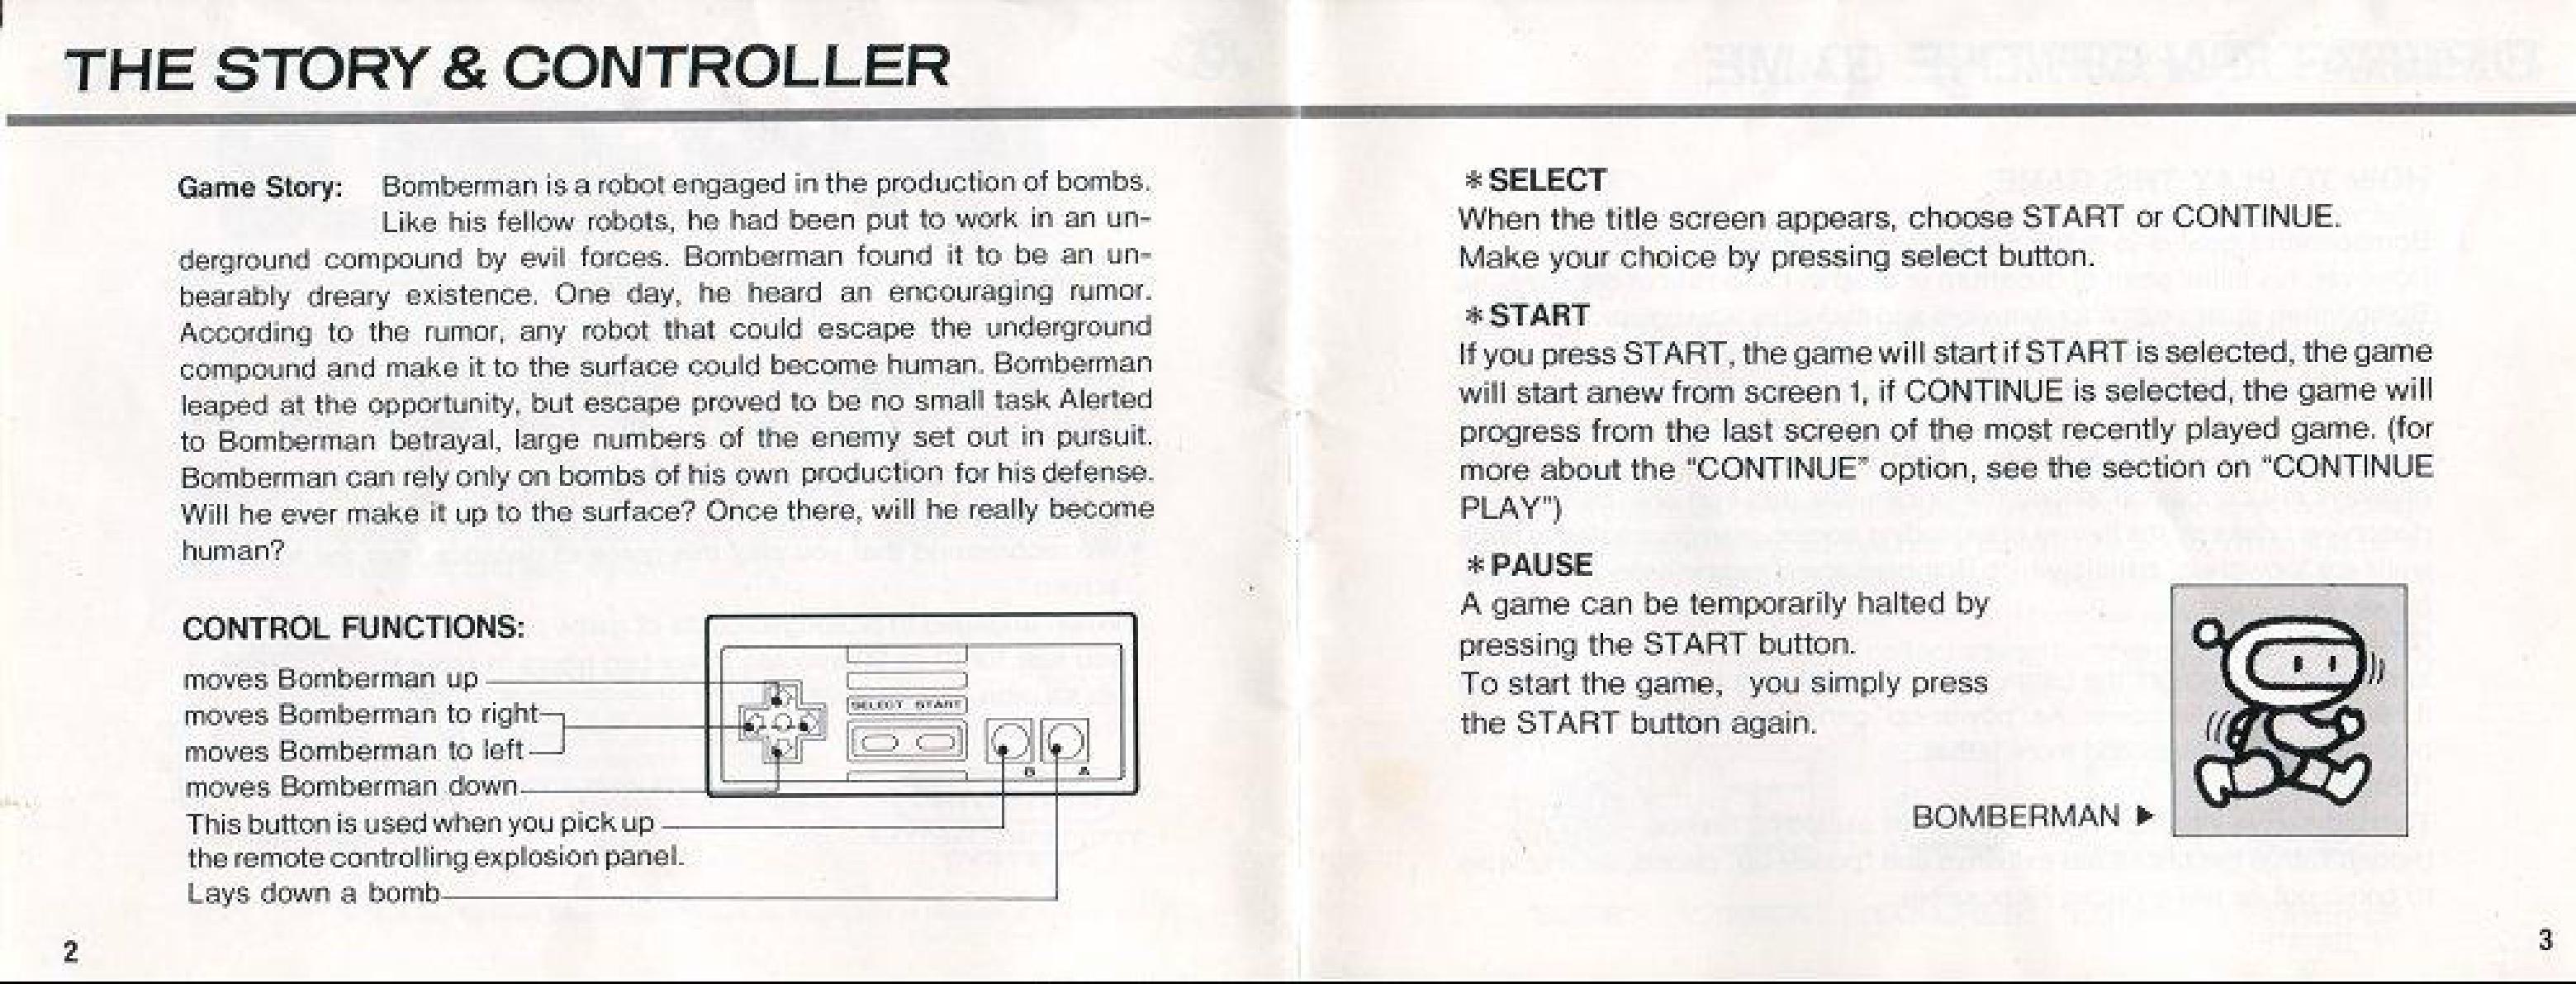 THE STORY & CONTROLLER
Game Story: Bomberman is a robot engaged in the production of bombs.
Like his fellow robots, he had been put to work in an un-
derground compound by evil forces. Bomberman found it to be an un-
bearably dreary existence. One day, he heard an encouraging rumor.
According to the rumor, any robot that could escape the underground
compound and make it to the surface could become human. Bomberman
leaped at the opportunity, but escape proved to be no small task Alerted
to Bomberman betrayal, large numbers of the enemy set out in pursuit.
Bomberman can rely only on bombs of his own production for his defense.
Will he ever make it up to the surface? Once there, will he really become
human?
CONTROL FUNCTIONS:
moves Bomberman up
moves Bomberman to right
moves Bomberman to left
moves Bomberman down
This button is used when you pick up
the remote controlling explosion panel.
Lays down a bomb
SELECT START
B A
2
*SELECT
When the title screen appears, choose START or CONTINUE.
Make your choice by pressing select button.
*START
If you press START, the game will start if START is selected, the game
will start anew from screen 1, if CONTINUE is selected, the game will
progress from the last screen of the most recently played game. (for
more about the "CONTINUE" option, see the section on "CONTINUE
PLAY")
*PAUSE
A game can be temporarily halted by
pressing the START button.
To start the game, you simply press
the START button again.
BOMBERMAN ▶
3